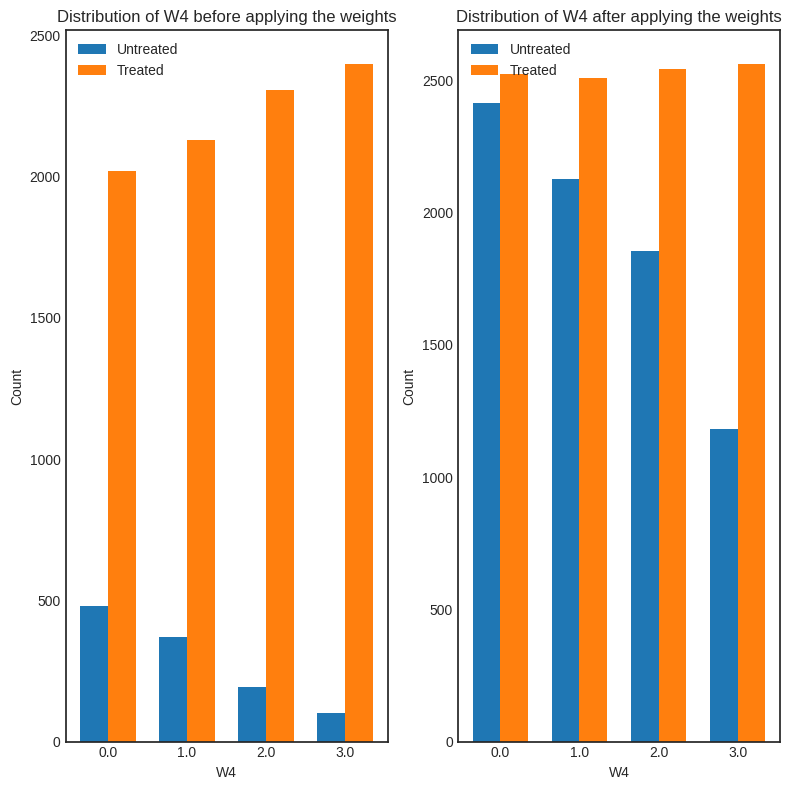 Distribution of W4 before applying the weights
Untreated
Treated
2500
2000
1500
1000
500
0
Count
0.0 1.0 2.0 3.0
W4
Distribution of W4 after applying the weights
Untreated
Treated
2500
2000
1500
1000
500
0
Count
0.0 1.0 2.0 3.0
W4